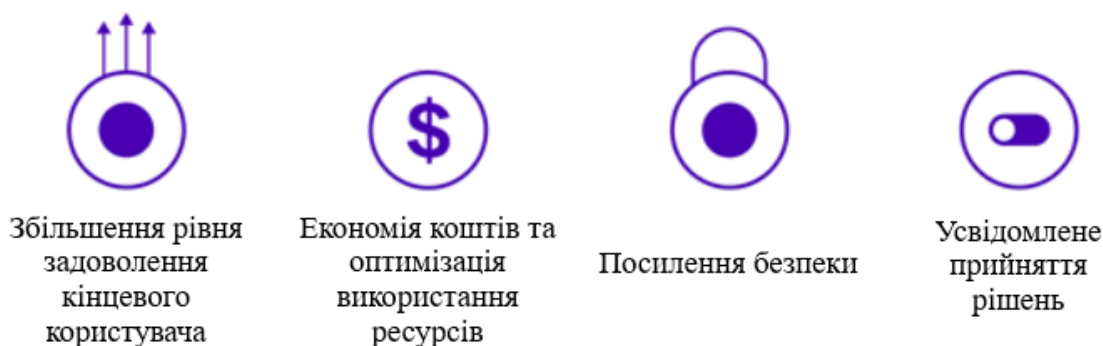 $
Збільшення рівня
задоволення
кінцевого
користувача
Економія коштів та
оптимізація
використання
ресурсів
Посилення безпеки
Усвідомлене
прийняття
рішень